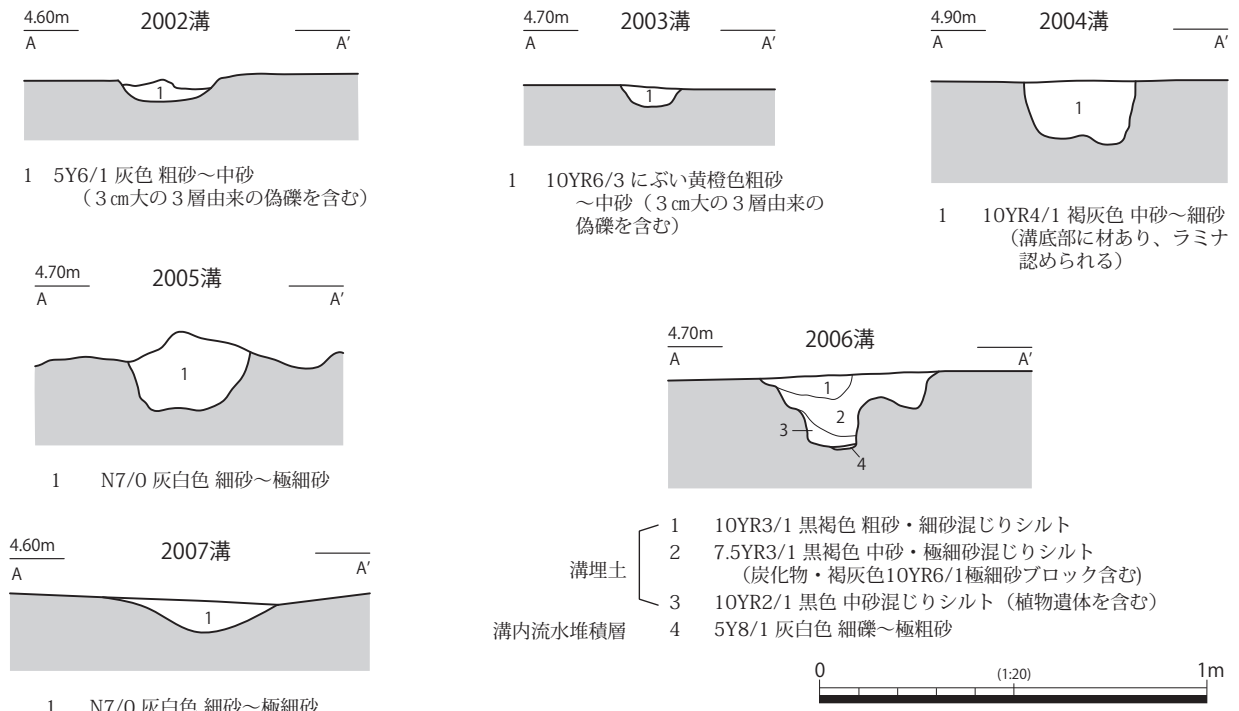 4.60m
2002溝
A
A′
1
1 5Y6/1 灰色 粗砂～中砂
（３㎝大の３層由来の偽礫を含む）
4.70m
2003溝
A
A′
1
1 10YR6/3 にぶい黄橙色粗砂
～中砂（３㎝大の３層由来の
偽礫を含む）
4.90m
2004溝
A
A′
1
1 10YR4/1 褐灰色 中砂～細砂
（溝底部に材あり、ラミナ
認められる）
4.70m
2005溝
A
A′
1
1 N7/0 灰白色 細砂～極細砂
4.70m
2006溝
A
A′
1
2
3
4
溝埋土
1 10YR3/1 黒褐色 粗砂・細砂混じりシルト
2 7.5YR3/1 黒褐色 中砂・極細砂混じりシルト
（炭化物・褐灰色10YR6/1極細砂ブロック含む)
3 10YR2/1 黒色 中砂混じりシルト（植物遺体を含む）
溝内流水堆積層 4 5Y8/1 灰白色 細礫～極粗砂
4.60m
2007溝
A
A′
1
1 N7/0 灰白色 細砂～極細砂
0
(1:20)
1m